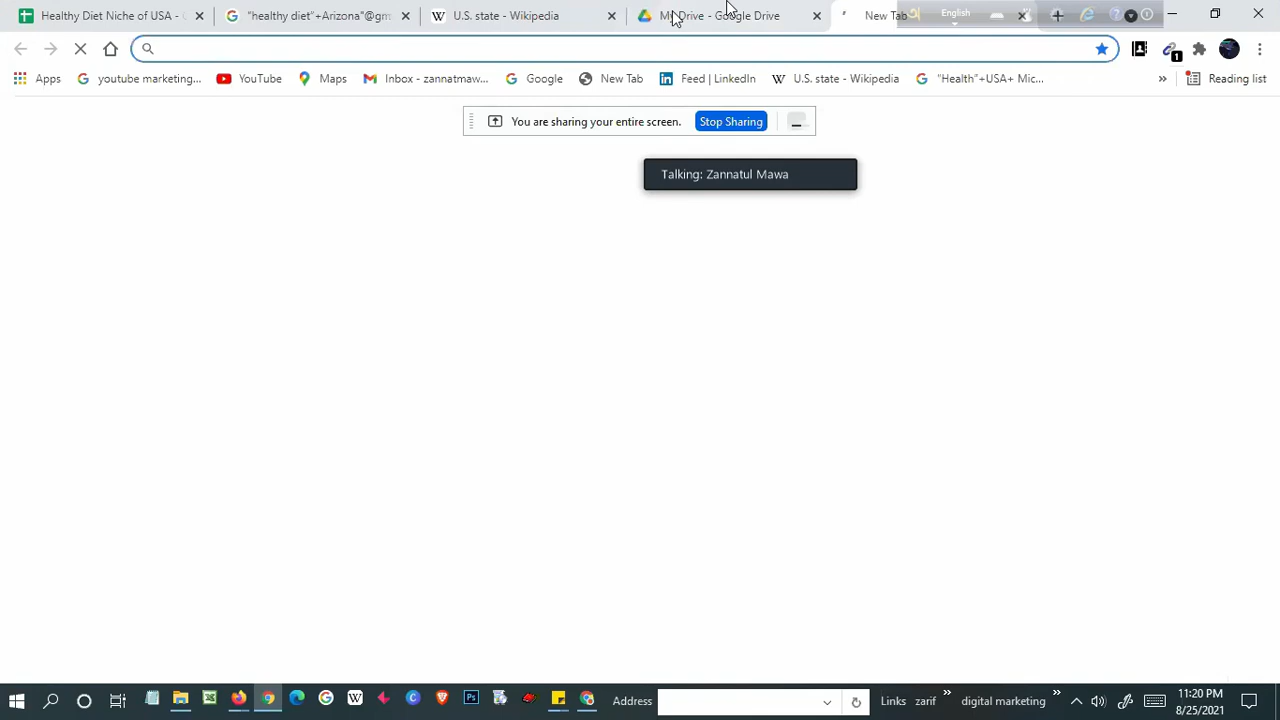 Healthy Diet Niche of USA - G
"Healthy diet"+Arizona"@gm
U.S. state - Wikipedia
My Drive - Google Drive
New Tab
English
Apps
youtube marketing...
YouTube
Maps
Inbox - zannatmaw...
Google
New Tab
Feed | LinkedIn
U.S. state - Wikipedia
"Health"+USA+ Mic...
»
Reading list
1
You are sharing your entire screen.
Stop Sharing
Talking: Zannatul Mawa
Address
Links
zarif
»
digital marketing
»
11:20 PM
8/25/2021